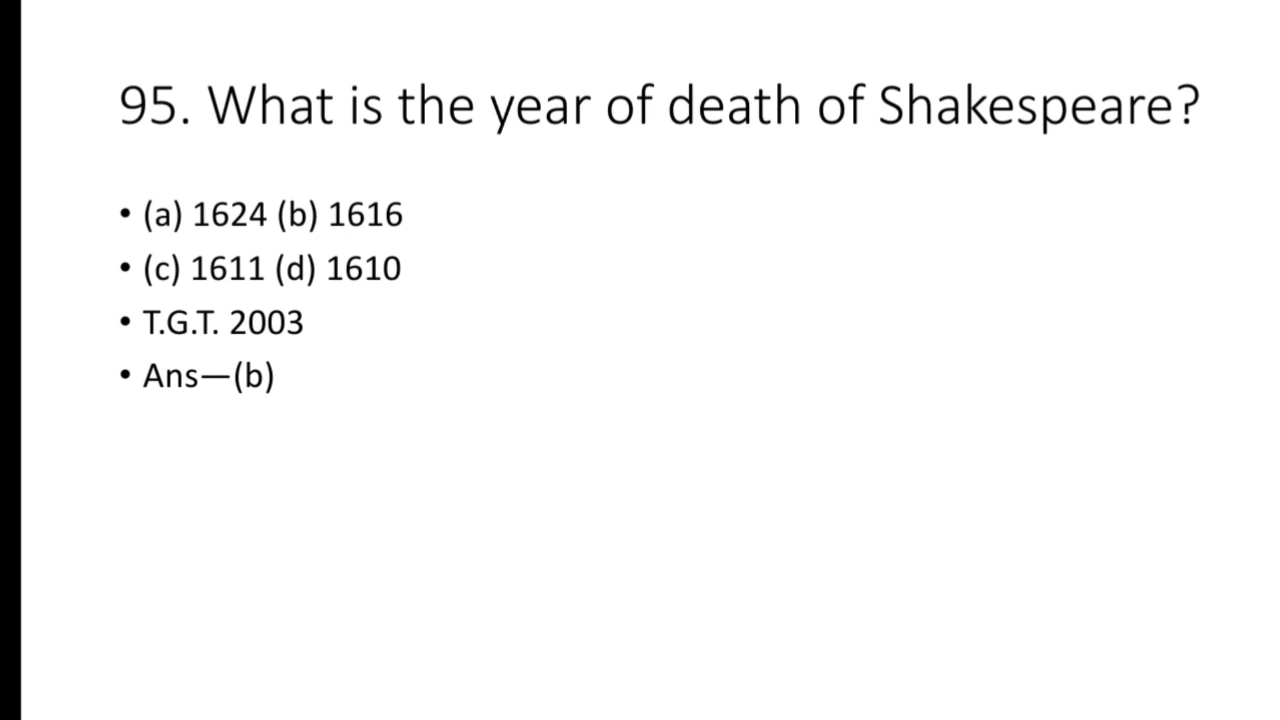 95. What is the year of death of Shakespeare?
• (a) 1624 (b) 1616
• (c) 1611 (d) 1610
• T.G.T. 2003
• Ans—(b)